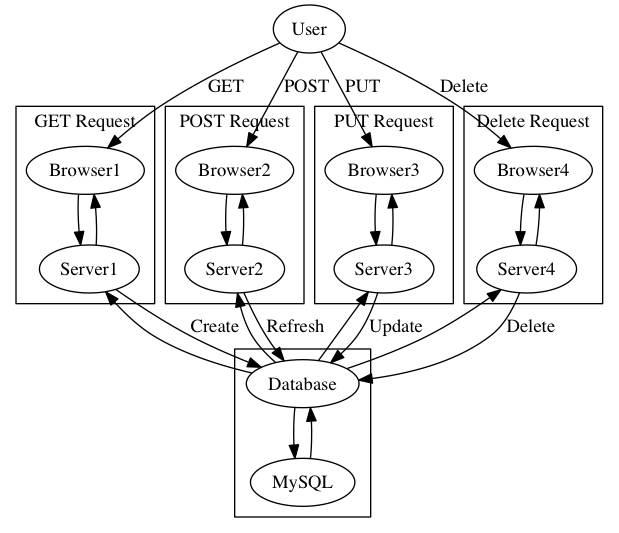 User
GET
POST
PUT
Delete
GET Request
POST Request
PUT Request
Delete Request
Browser1
Browser2
Browser3
Browser4
Server1
Server2
Server3
Server4
Create
Refresh
Update
Delete
Database
MySQL